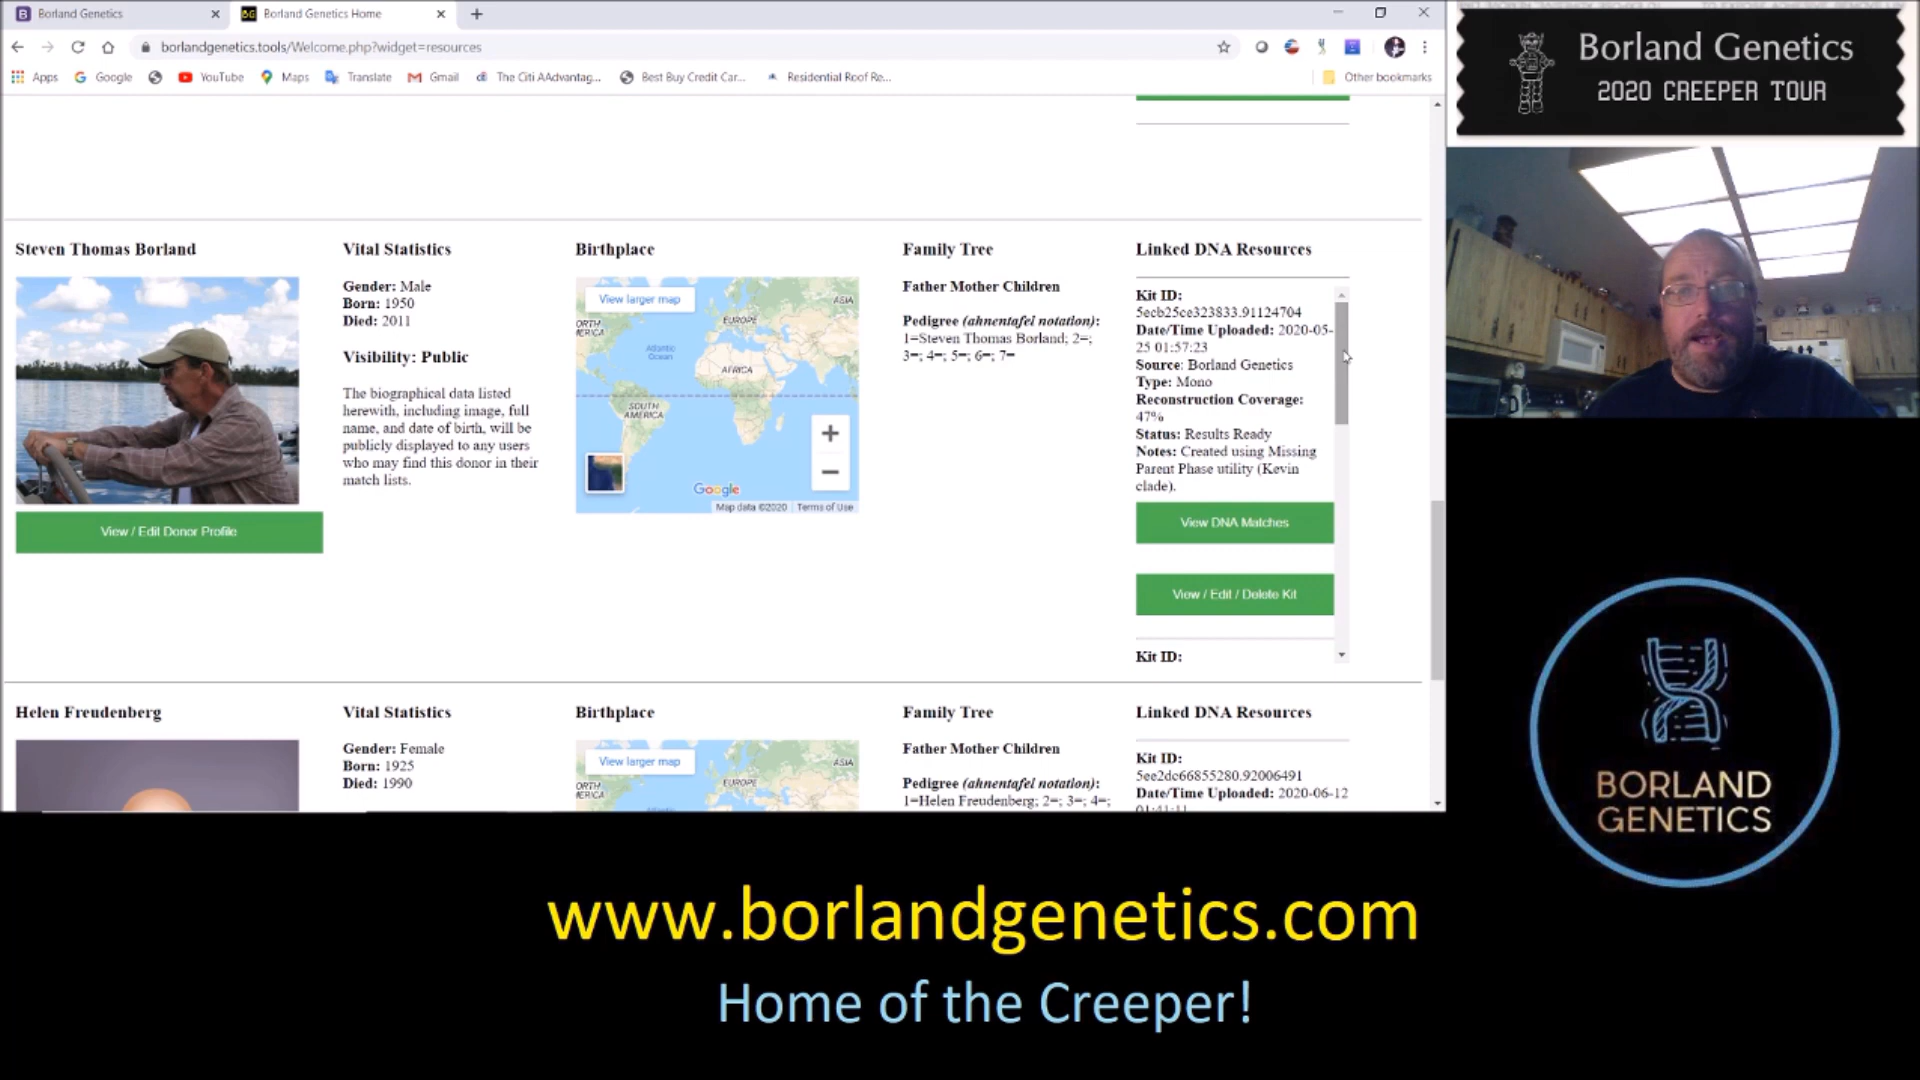 Borland Genetics
Borland Genetics Home
borlandgenetics.tools/Welcome.php?widget=resources
Apps
Google
YouTube
Maps
Translate
Gmail
The Citi AAdvantag...
Best Buy Credit Car...
Residential Roof Re...
Other bookmarks
Borland Genetics
2020 CREEPER TOUR
Steven Thomas Borland
View / Edit Donor Profile
Vital Statistics
Gender: Male
Born: 1950
Died: 2011
Visibility: Public
The biographical data listed
herewith, including image, full
name, and date of birth, will be
publicly displayed to any users
who may find this donor in their
match lists.
Birthplace
View larger map
ORTH
MERICA
EUROPE
ASIA
Atlantic
Ocean
AFRICA
SOUTH
AMERICA
+
−
Google
Map data ©2020
Terms of Use
Family Tree
Father Mother Children
Pedigree (ahnentafel notation):
1=Steven Thomas Borland; 2=;
3=; 4=; 5=; 6=; 7=
Linked DNA Resources
Kit ID:
5ecb25ce323833.91124704
Date/Time Uploaded: 2020-05-
25 01:57:23
Source: Borland Genetics
Type: Mono
Reconstruction Coverage:
47%
Status: Results Ready
Notes: Created using Missing
Parent Phase utility (Kevin
clade).
View DNA Matches
View / Edit / Delete Kit
Kit ID:
Helen Freudenberg
Vital Statistics
Gender: Female
Born: 1925
Died: 1990
Birthplace
View larger map
ORTH
MERICA
EUROPE
ASIA
Family Tree
Father Mother Children
Pedigree (ahnentafel notation):
1=Helen Freudenberg; 2=; 3=; 4=;
Linked DNA Resources
Kit ID:
5ee2dc66855280.92006491
Date/Time Uploaded: 2020-06-12
BORLAND
GENETICS
www.borlandgenetics.com
Home of the Creeper!